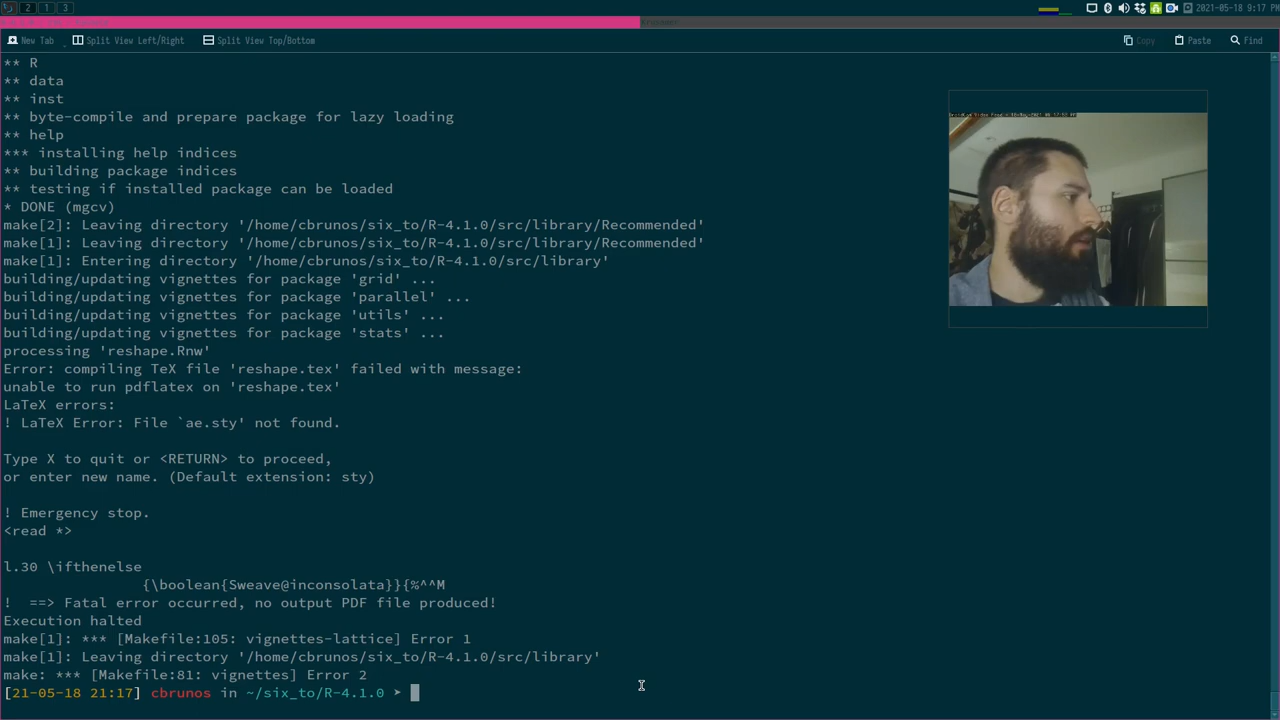 2 1 3
2021-05-18 9:17 PM
New Tab Split View Left/Right Split View Top/Bottom Copy Paste Find
** R
** data
** inst
** byte-compile and prepare package for lazy loading
** help
*** installing help indices
** building package indices
** testing if installed package can be loaded
* DONE (mgcv)
make[2]: Leaving directory '/home/cbrunos/six_to/R-4.1.0/src/library/Recommended'
make[1]: Leaving directory '/home/cbrunos/six_to/R-4.1.0/src/library/Recommended'
make[1]: Entering directory '/home/cbrunos/six_to/R-4.1.0/src/library'
building/updating vignettes for package 'grid' ...
building/updating vignettes for package 'parallel' ...
building/updating vignettes for package 'utils' ...
building/updating vignettes for package 'stats' ...
processing 'reshape.Rnw'
Error: compiling TeX file 'reshape.tex' failed with message:
unable to run pdflatex on 'reshape.tex'
LaTeX errors:
! LaTeX Error: File `ae.sty' not found.
Type X to quit or <RETURN> to proceed,
or enter new name. (Default extension: sty)
! Emergency stop.
<read *>
l.30 \ifthenelse
{\boolean{Sweave@inconsolata}}{%^^M
!  ==> Fatal error occurred, no output PDF file produced!
Execution halted
make[1]: *** [Makefile:105: vignettes-lattice] Error 1
make[1]: Leaving directory '/home/cbrunos/six_to/R-4.1.0/src/library'
make: *** [Makefile:81: vignettes] Error 2
[21-05-18 21:17] cbrunos in ~/six_to/R-4.1.0 ➤